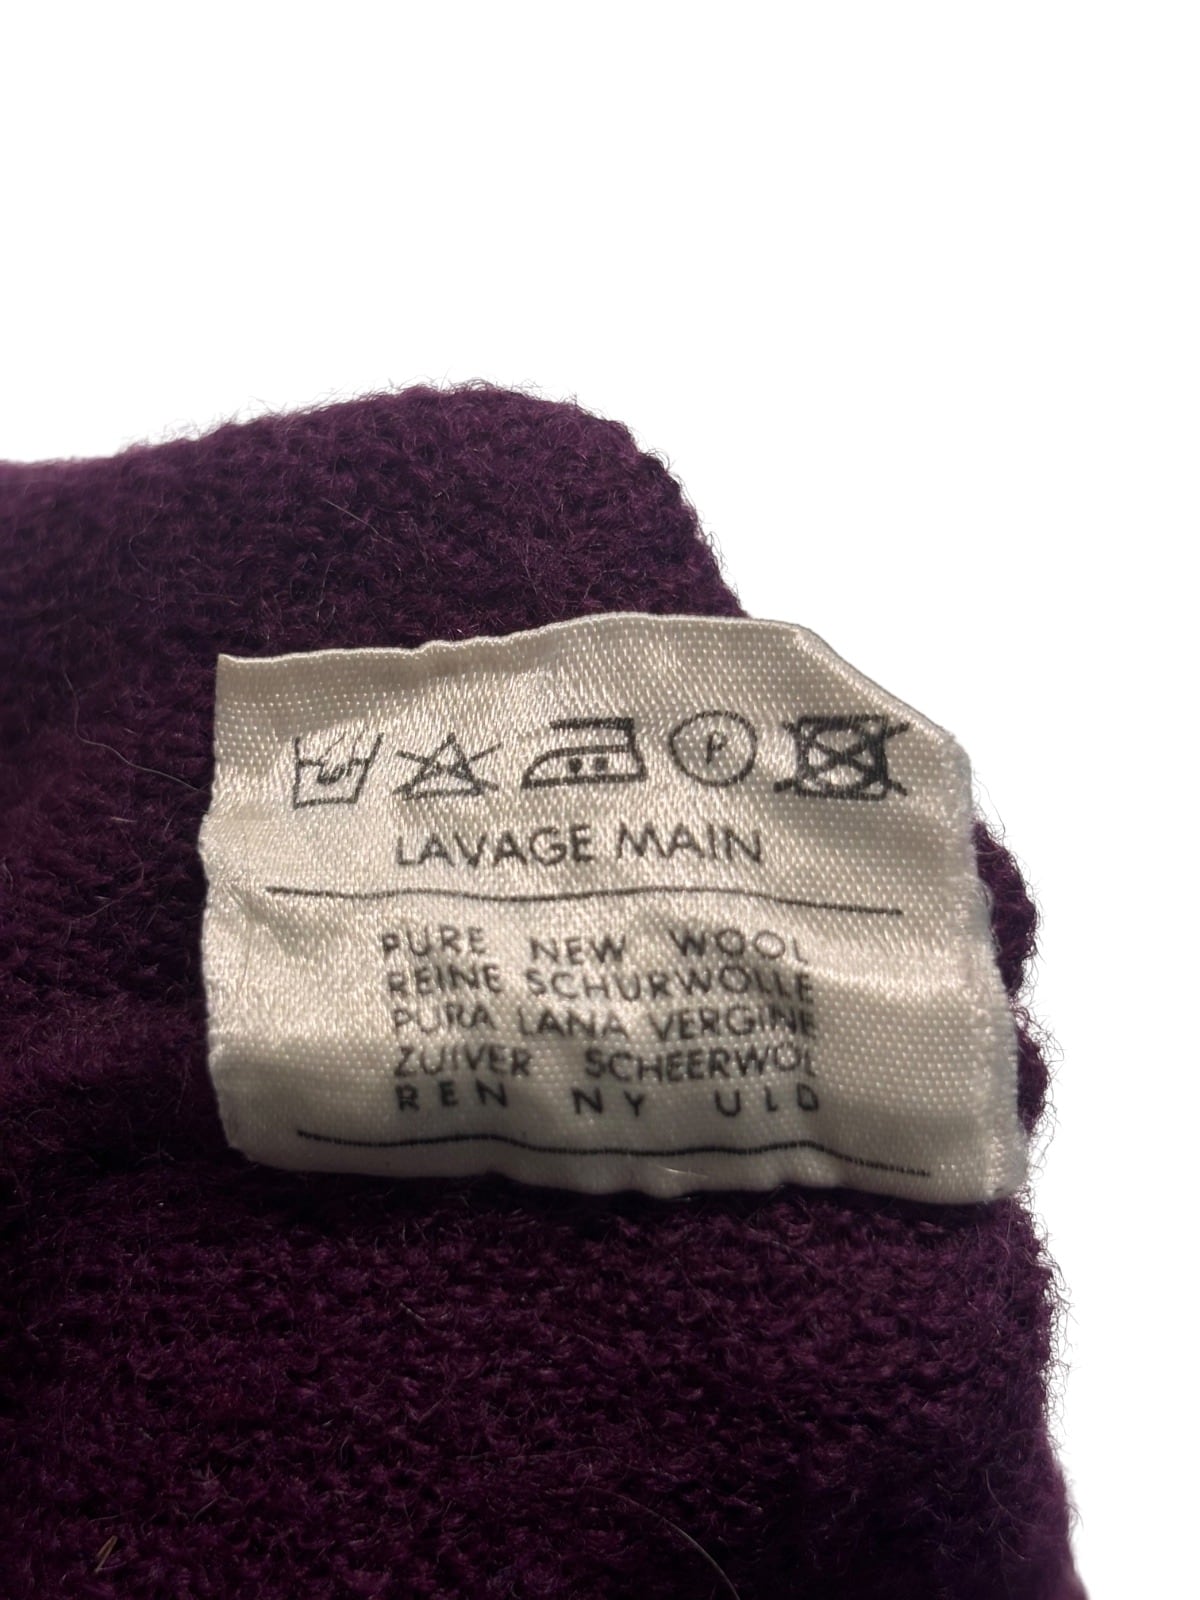 P
LAVAGE MAIN
PURE NEW WOOL
REINE SCHURWOLLE
PURA LANA VERGINE
ZUIVER SCHEERWOL
REN NY ULD